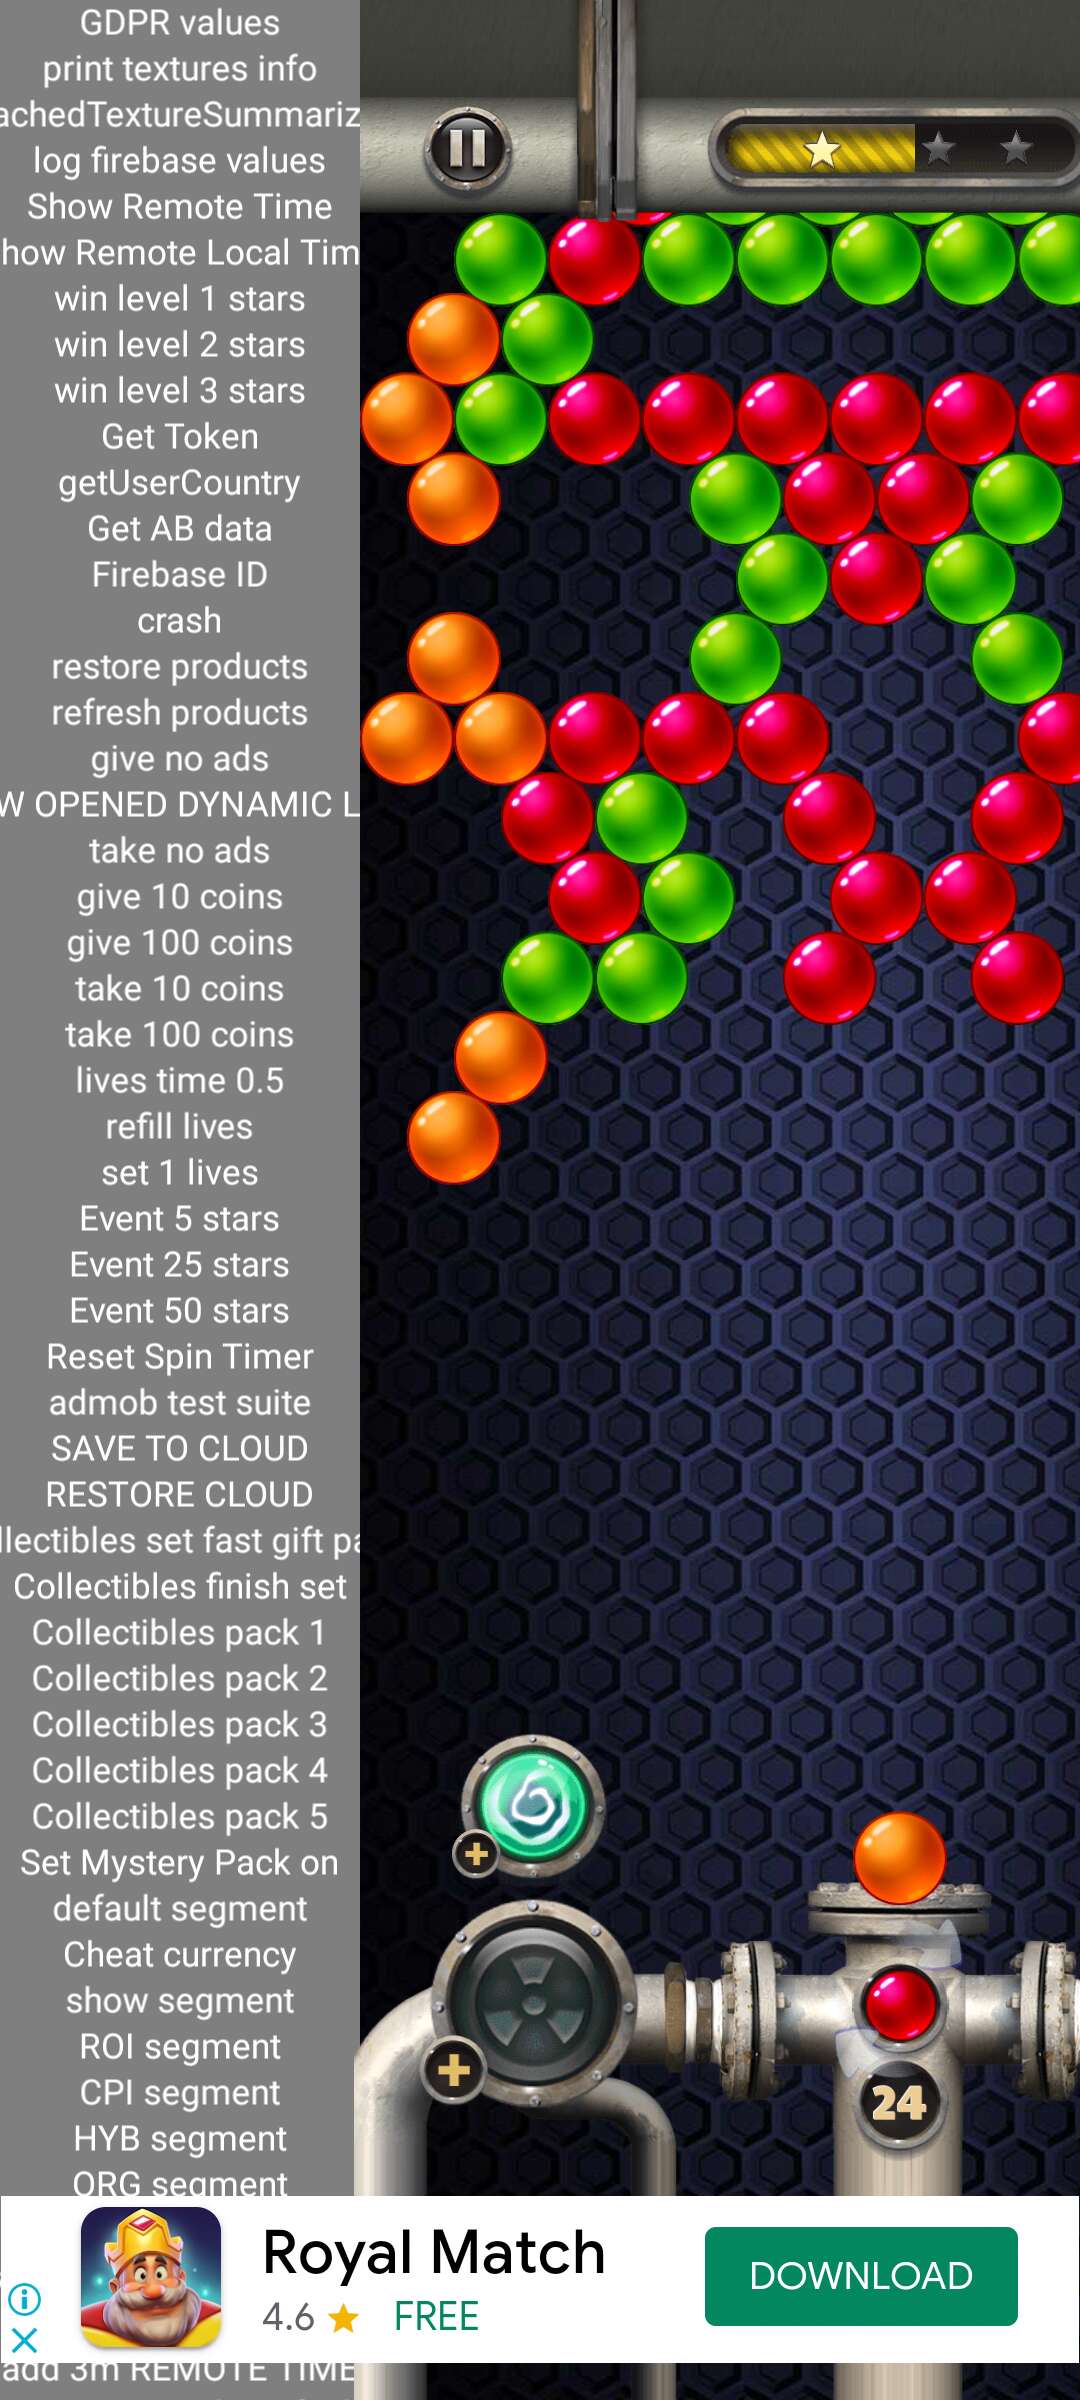 GDPR values
print textures info
achedTextureSummariz
log firebase values
Show Remote Time
how Remote Local Tim
win level 1 stars
win level 2 stars
win level 3 stars
Get Token
getUserCountry
Get AB data
Firebase ID
crash
restore products
refresh products
give no ads
W OPENED DYNAMIC L
take no ads
give 10 coins
give 100 coins
take 10 coins
take 100 coins
lives time 0.5
refill lives
set 1 lives
Event 5 stars
Event 25 stars
Event 50 stars
Reset Spin Timer
admob test suite
SAVE TO CLOUD
RESTORE CLOUD
llectibles set fast gift pa
Collectibles finish set
Collectibles pack 1
Collectibles pack 2
Collectibles pack 3
Collectibles pack 4
Collectibles pack 5
Set Mystery Pack on
default segment
Cheat currency
show segment
ROI segment
CPI segment
HYB segment
ORG segment
24
Royal Match
4.6 FREE
DOWNLOAD
add 3m REMOTE TIME